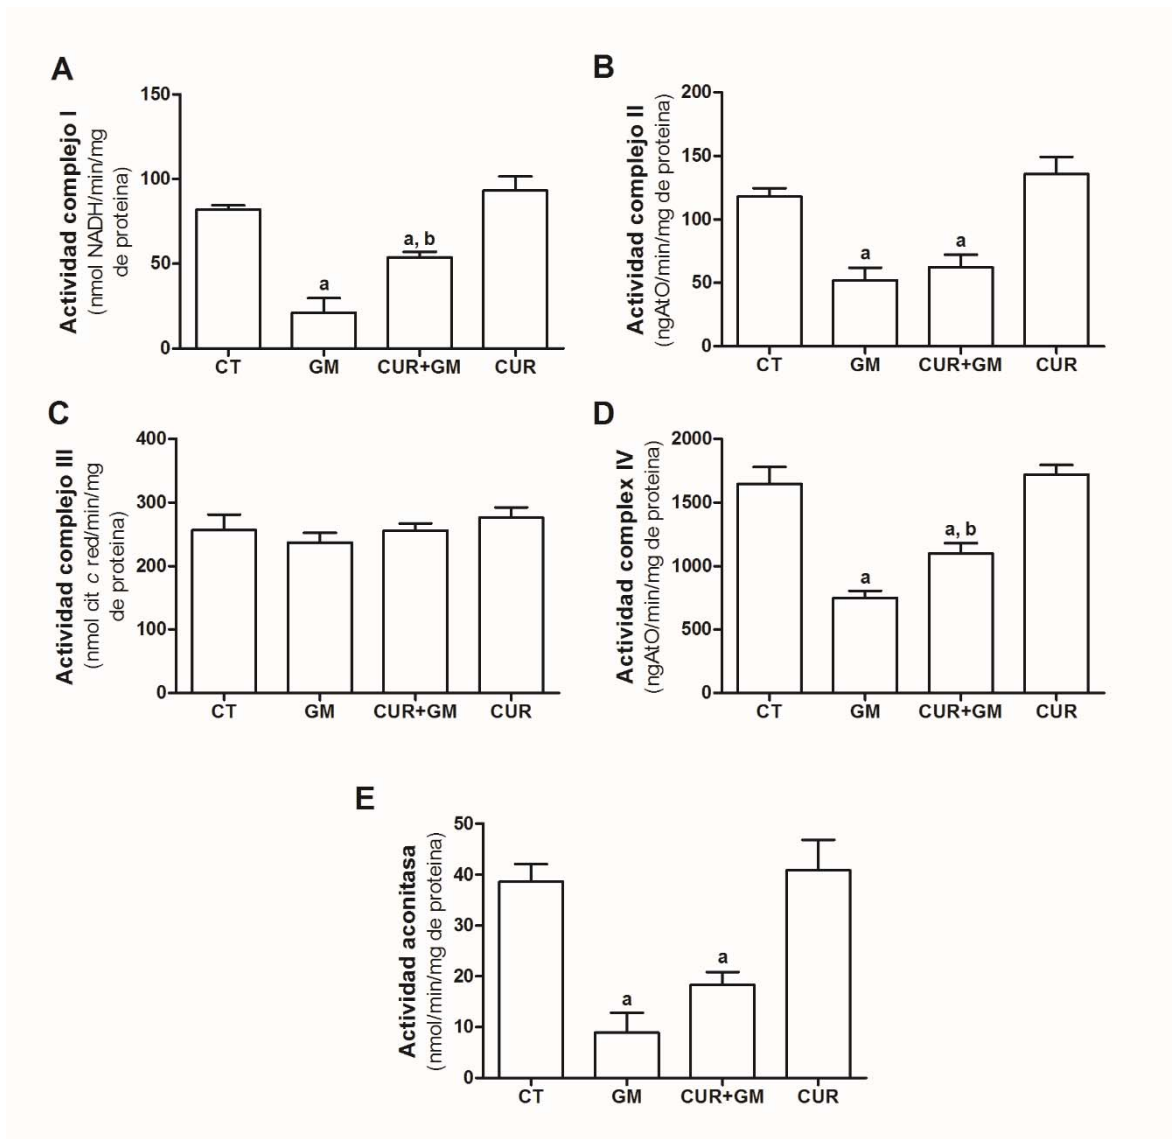 A
Actividad complejo I
(nmol NADH/min/mg
de proteina)
150
100
50
0
a
a, b
CT GM CUR+GM CUR
B
Actividad complejo II
(ngAtO/min/mg de proteina)
200
150
100
50
0
a
a
CT GM CUR+GM CUR
C
Actividad complejo III
(nmol cit c red/min/mg
de proteina)
400
300
200
100
0
CT GM CUR+GM CUR
D
Actividad complex IV
(ngAtO/min/mg de proteina)
2000
1500
1000
500
0
a
a, b
CT GM CUR+GM CUR
E
Actividad aconitasa
(nmol/min/mg de proteina)
50
40
30
20
10
0
a
a
CT GM CUR+GM CUR